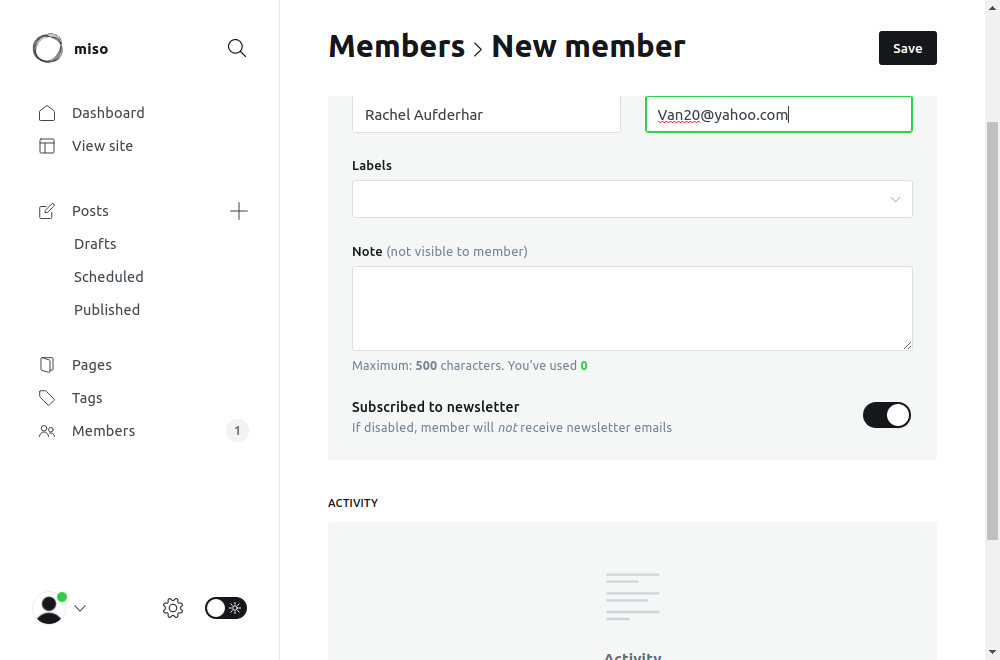 miso
Dashboard
View site
Posts
Drafts
Scheduled
Published
Pages
Tags
Members 1
Members > New member
Save
Rachel Aufderhar
Van20@yahoo.com
Labels
Note (not visible to member)
Maximum: 500 characters. You’ve used 0
Subscribed to newsletter
If disabled, member will not receive newsletter emails
ACTIVITY
Activity